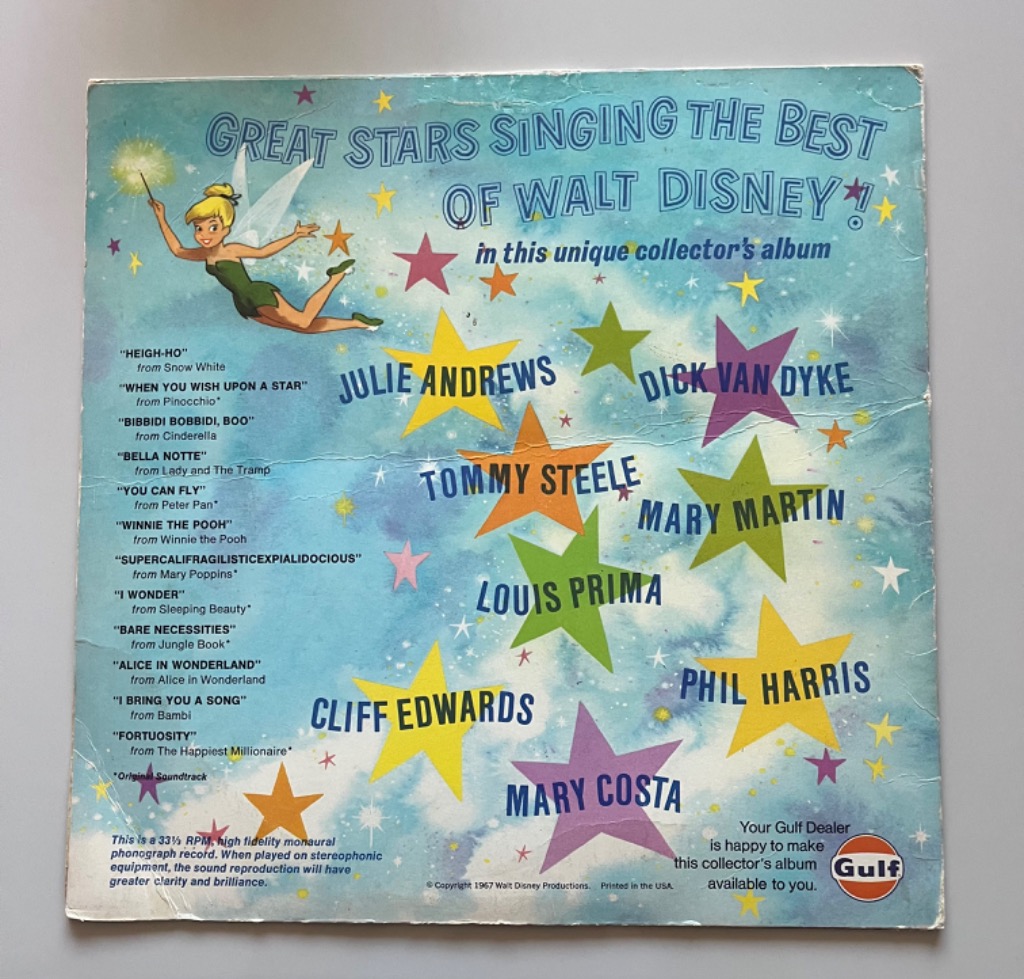 GREAT STARS SINGING THE BEST
OF WALT DISNEY!
in this unique collector's album
"HEIGH-HO"
from Snow White
"WHEN YOU WISH UPON A STAR"
from Pinocchio*
"BIBBIDI BOBBIDI, BOO"
from Cinderella
"BELLA NOTTE"
from Lady and The Tramp
"YOU CAN FLY"
from Peter Pan*
"WINNIE THE POOH"
from Winnie the Pooh
"SUPERCALIFRAGILISTICEXPIALIDOCIOUS"
from Mary Poppins*
"I WONDER"
from Sleeping Beauty*
"BARE NECESSITIES"
from Jungle Book*
"ALICE IN WONDERLAND"
from Alice in Wonderland
"I BRING YOU A SONG"
from Bambi
"FORTUOSITY"
from The Happiest Millionaire*
*Original Soundtrack
JULIE ANDREWS
DICK VAN DYKE
TOMMY STEELE
MARY MARTIN
LOUIS PRIMA
PHIL HARRIS
CLIFF EDWARDS
MARY COSTA
This is a 33⅓ RPM, high fidelity monaural
phonograph record. When played on stereophonic
equipment, the sound reproduction will have
greater clarity and brilliance.
© Copyright 1967 Walt Disney Productions. Printed in the USA.
Your Gulf Dealer
is happy to make
this collector's album
available to you.
Gulf